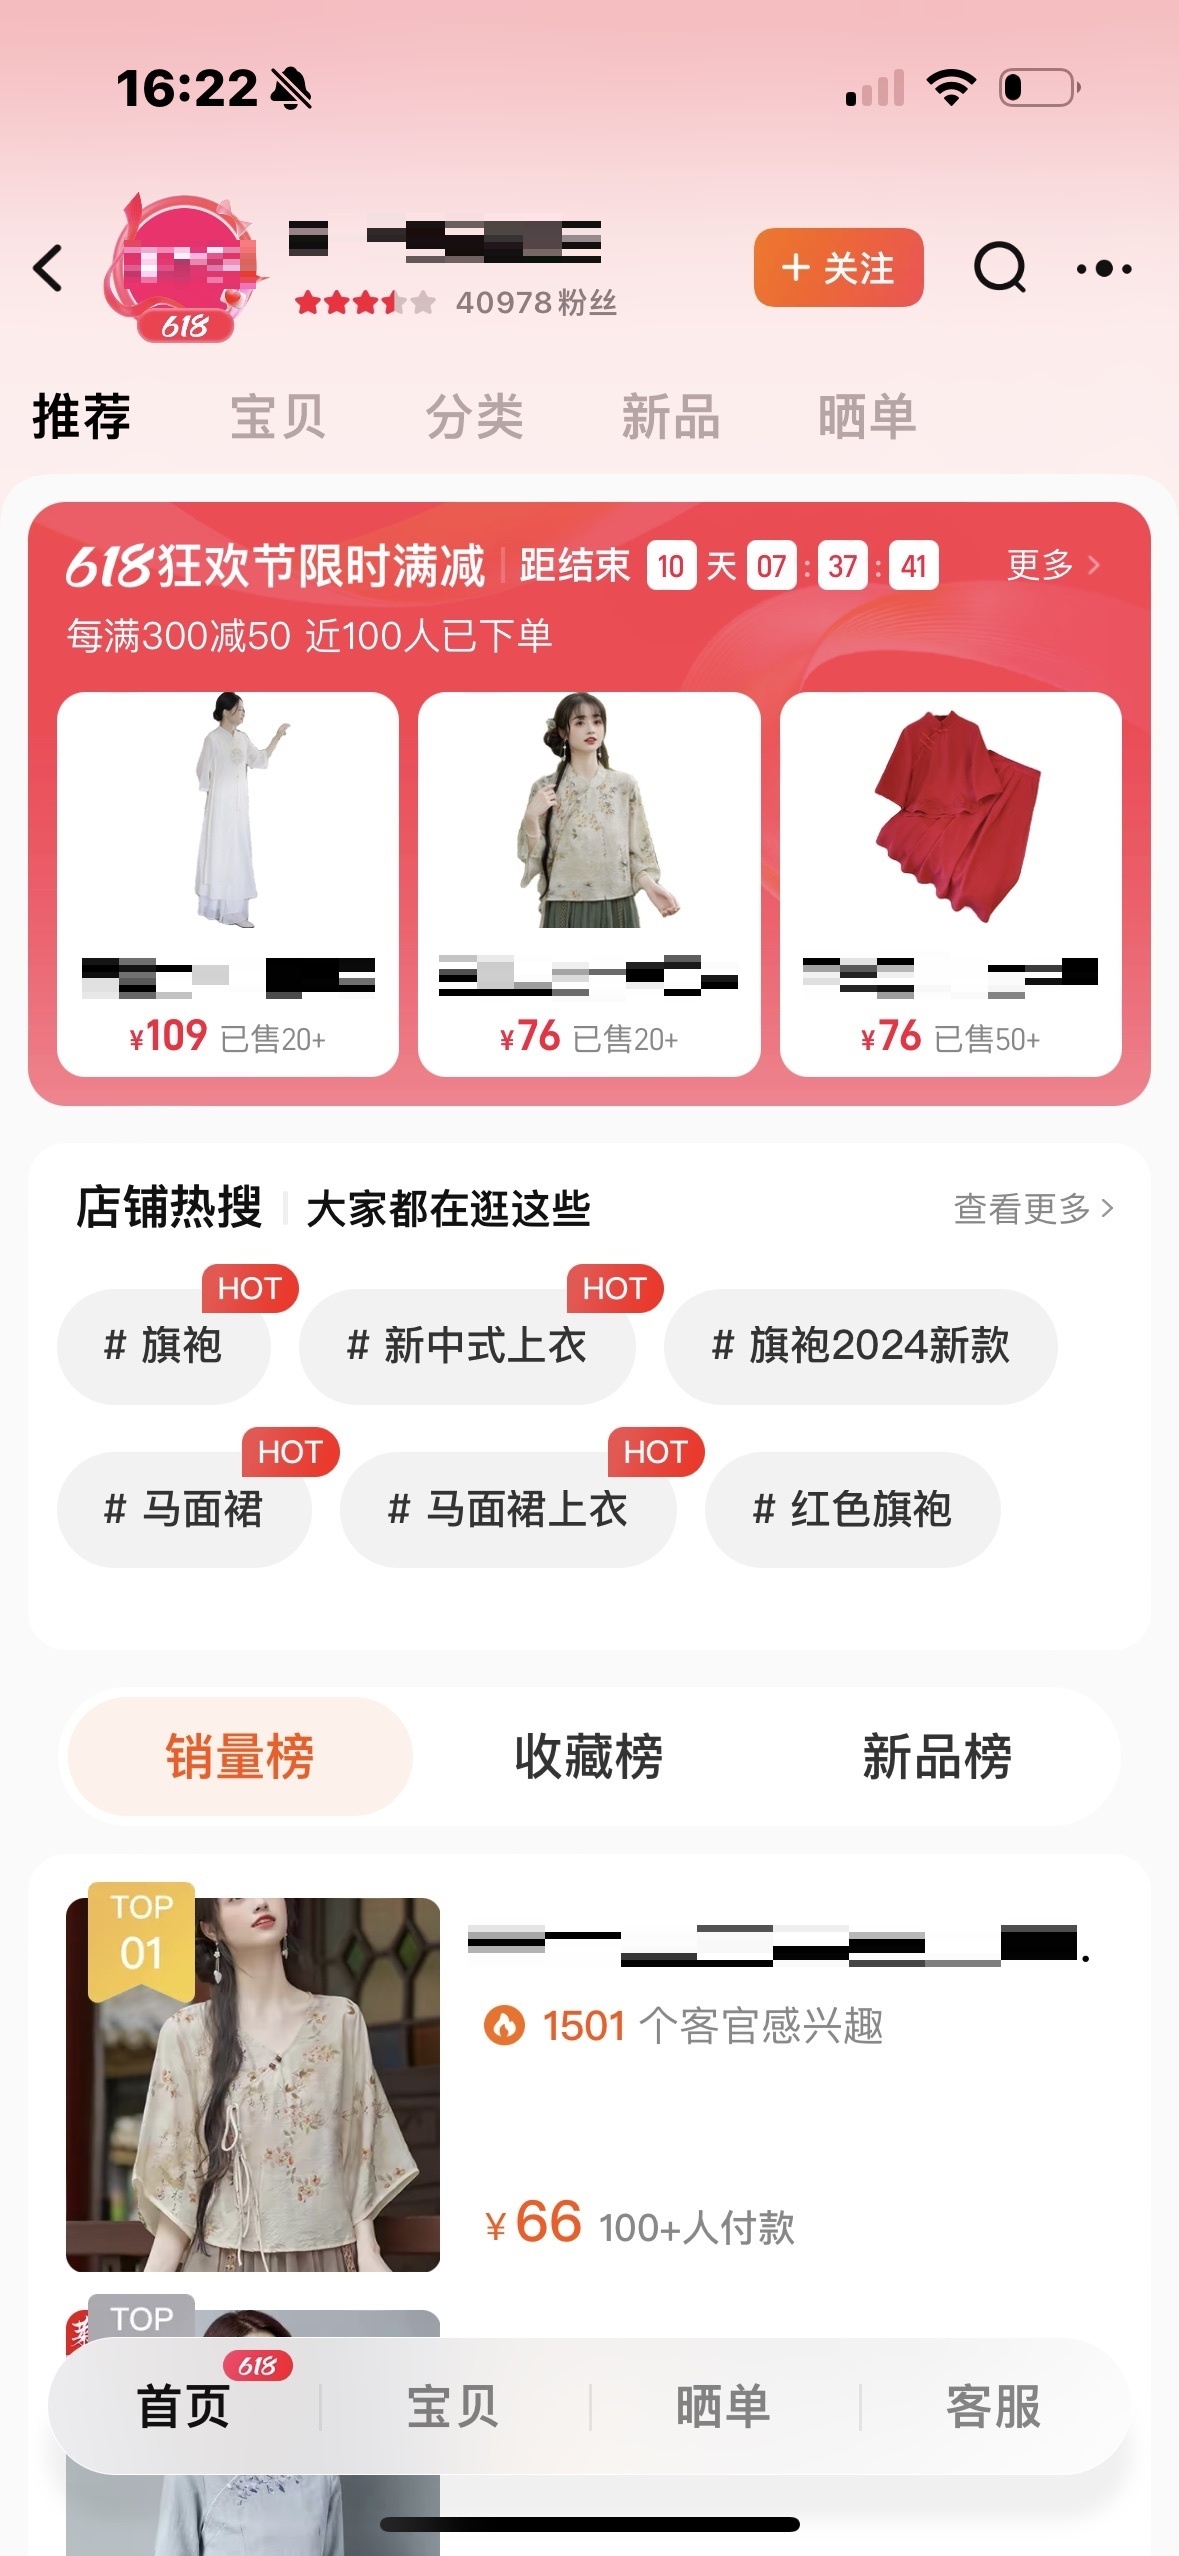 16:22
618
40978粉丝
+ 关注
推荐 宝贝 分类 新品 晒单
618狂欢节限时满减 距结束 10 天 07 : 37 : 41 更多
每满300减50 近100人已下单
¥109 已售20+
¥76 已售20+
¥76 已售50+
店铺热搜 大家都在逛这些 查看更多
HOT HOT
# 旗袍 # 新中式上衣 # 旗袍2024新款
HOT HOT
# 马面裙 # 马面裙上衣 # 红色旗袍
销量榜 收藏榜 新品榜
TOP
01
1501 个客官感兴趣
¥66 100+人付款
TOP
618
首页 宝贝 晒单 客服